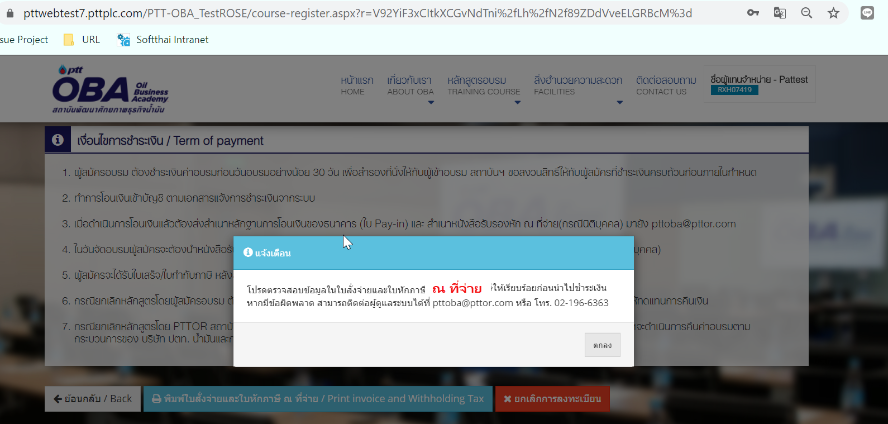 pttwebtest7.pttplc.com/PTT-OBA_TestROSE/course-register.aspx?r=V92YiF3xCItkXCGvNdTni%2fLh%2fN2f89ZDdVveELGRBcM%3d
sue Project URL Softthai Intranet
ptt
OBA Oil Business Academy
สถาบันพัฒนาศักยภาพธุรกิจน้ำมัน
หน้าแรก เกี่ยวกับเรา หลักสูตรอบรม สิ่งอำนวยความสะดวก ติดต่อสอบถาม ชื่อผู้แทนจำหน่าย - Pattest
HOME ABOUT OBA TRAINING COURSE FACILITIES CONTACT US RXH07419
เงื่อนไขการชำระเงิน / Term of payment
1. ผู้สมัครอบรม ต้องชำระเงินค่าอบรมก่อนวันอบรมอย่างน้อย 30 วัน เพื่อสำรองที่นั่งให้กับผู้เข้าอบรม สถาบันฯ ขอสงวนสิทธิ์ให้กับผู้สมัครที่ชำระเงินครบถ้วนก่อนภายในกำหนด
2. ทำการโอนเงินเข้าบัญชี ตามเอกสารแจ้งการชำระเงินจากระบบ
3. เมื่อดำเนินการโอนเงินแล้วต้องส่งสำเนาหลักฐานการโอนเงินของธนาคาร (ใบ Pay-in) และ สำเนาหนังสือรับรองหัก ณ ที่จ่าย(กรณีนิติบุคคล) มายัง pttoba@pttor.com
4. ในวันจัดอบรมผู้สมัครจะต้องนำหนังสือรับ คคล)
5. ผู้สมัครจะได้รับใบเสร็จ/ใบกำกับภาษี หลัง
6. กรณียกเลิกหลักสูตรโดยผู้สมัครอบรม ต้ ทดแทนการคืนเงิน
7. กรณียกเลิกหลักสูตรโดย PTTOR สถาบั จะดำเนินการคืนค่าอบรมตาม
กระบวนการของ บริษัท ปตท. น้ำมันและก
แจ้งเตือน
โปรดตรวจสอบข้อมูลในใบสั่งจ่ายและใบหักภาษี ณ ที่จ่าย ให้เรียบร้อยก่อนนำไปชำระเงิน
หากมีข้อผิดพลาด สามารถติดต่อผู้ดูแลระบบได้ที่ pttoba@pttor.com หรือ โทร. 02-196-6363
ตกลง
ย้อนกลับ / Back พิมพ์ใบสั่งจ่ายและใบหักภาษี ณ ที่จ่าย / Print invoice and Withholding Tax ยกเลิกการลงทะเบียน